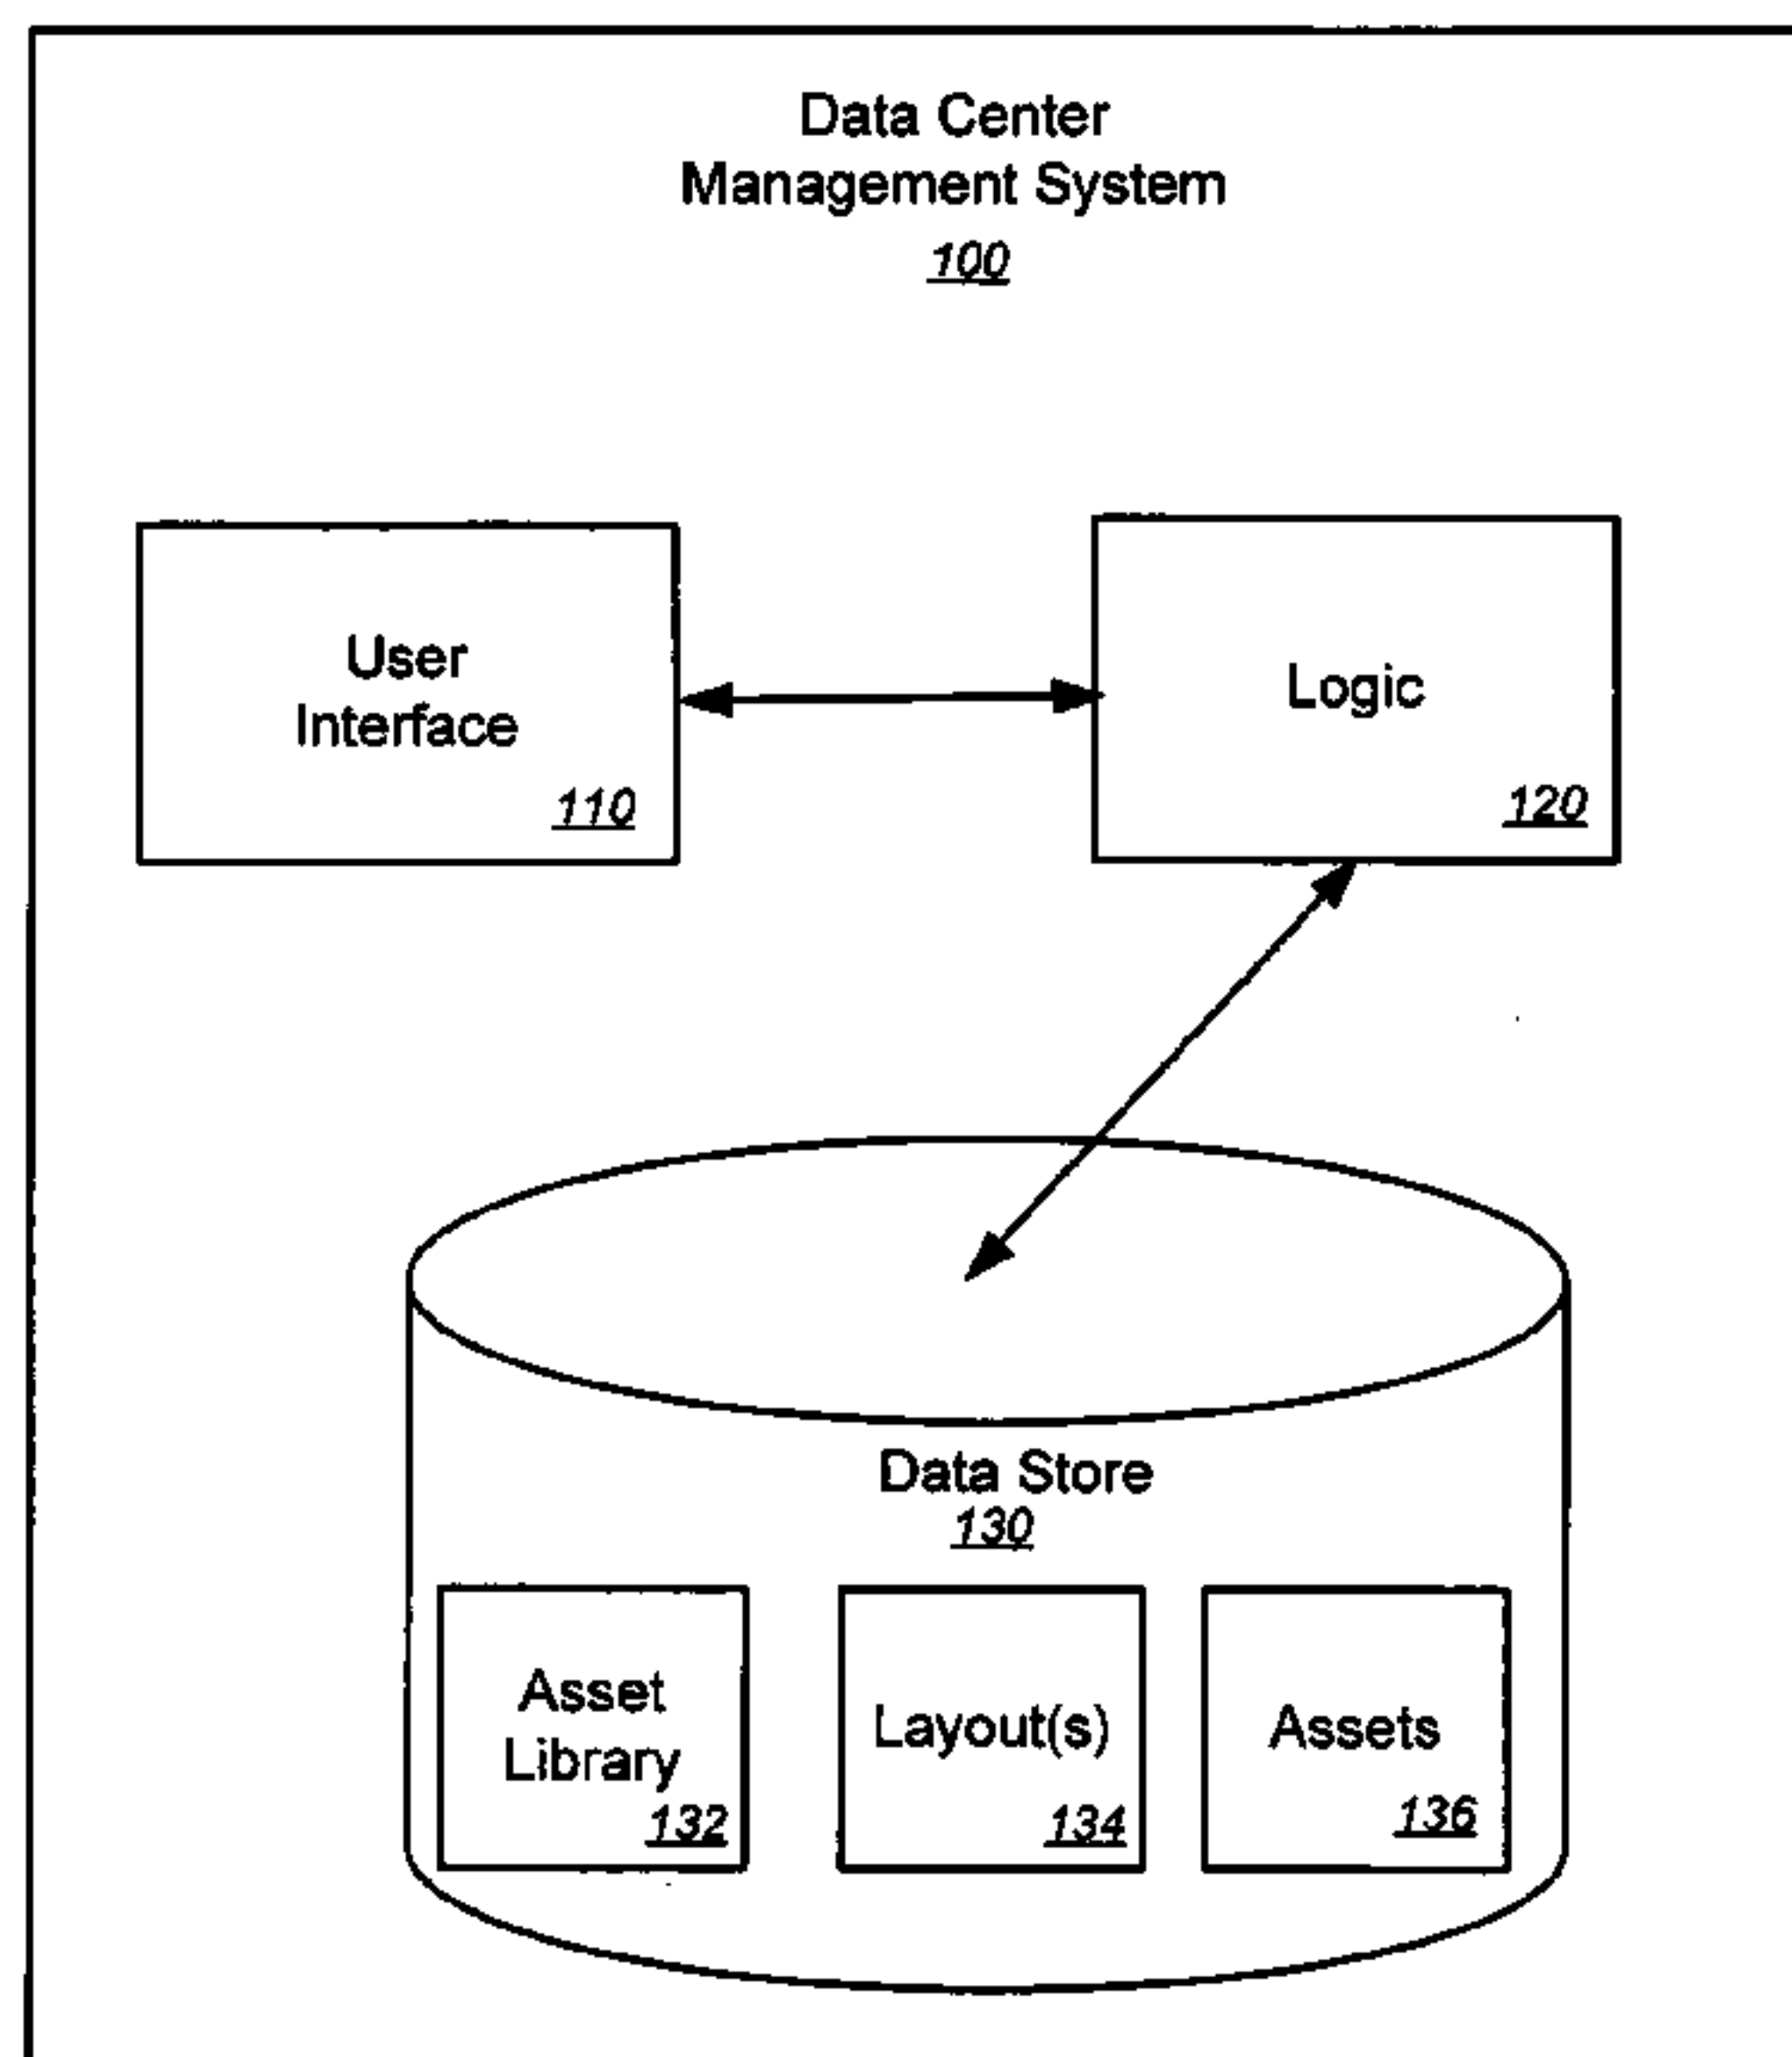 Data Center
Management System
100
User
Interface
110
Logic
120
Data Store
130
Asset
Library
132
Layout(s)
134
Assets
136